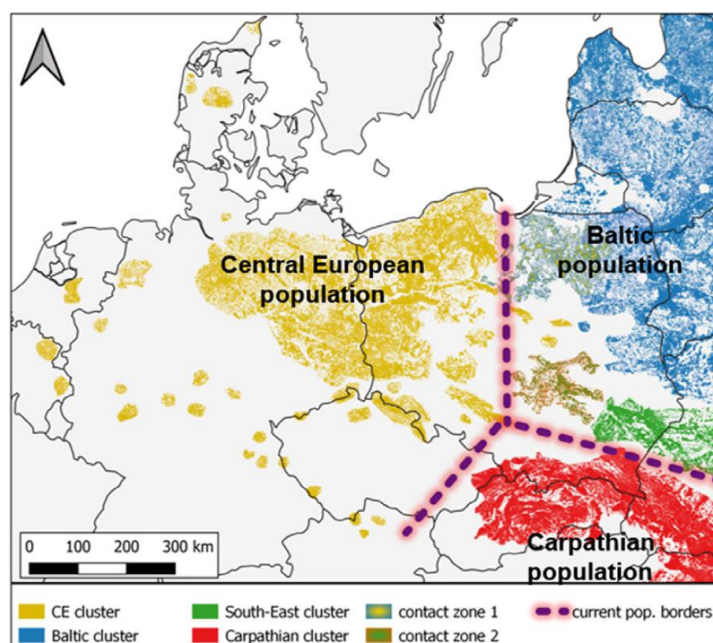 Central European
population
Baltic
population
Carpathian
population
0 100 200 300 km
CE cluster
Baltic cluster
South-East cluster
Carpathian cluster
contact zone 1
contact zone 2
current pop. borders